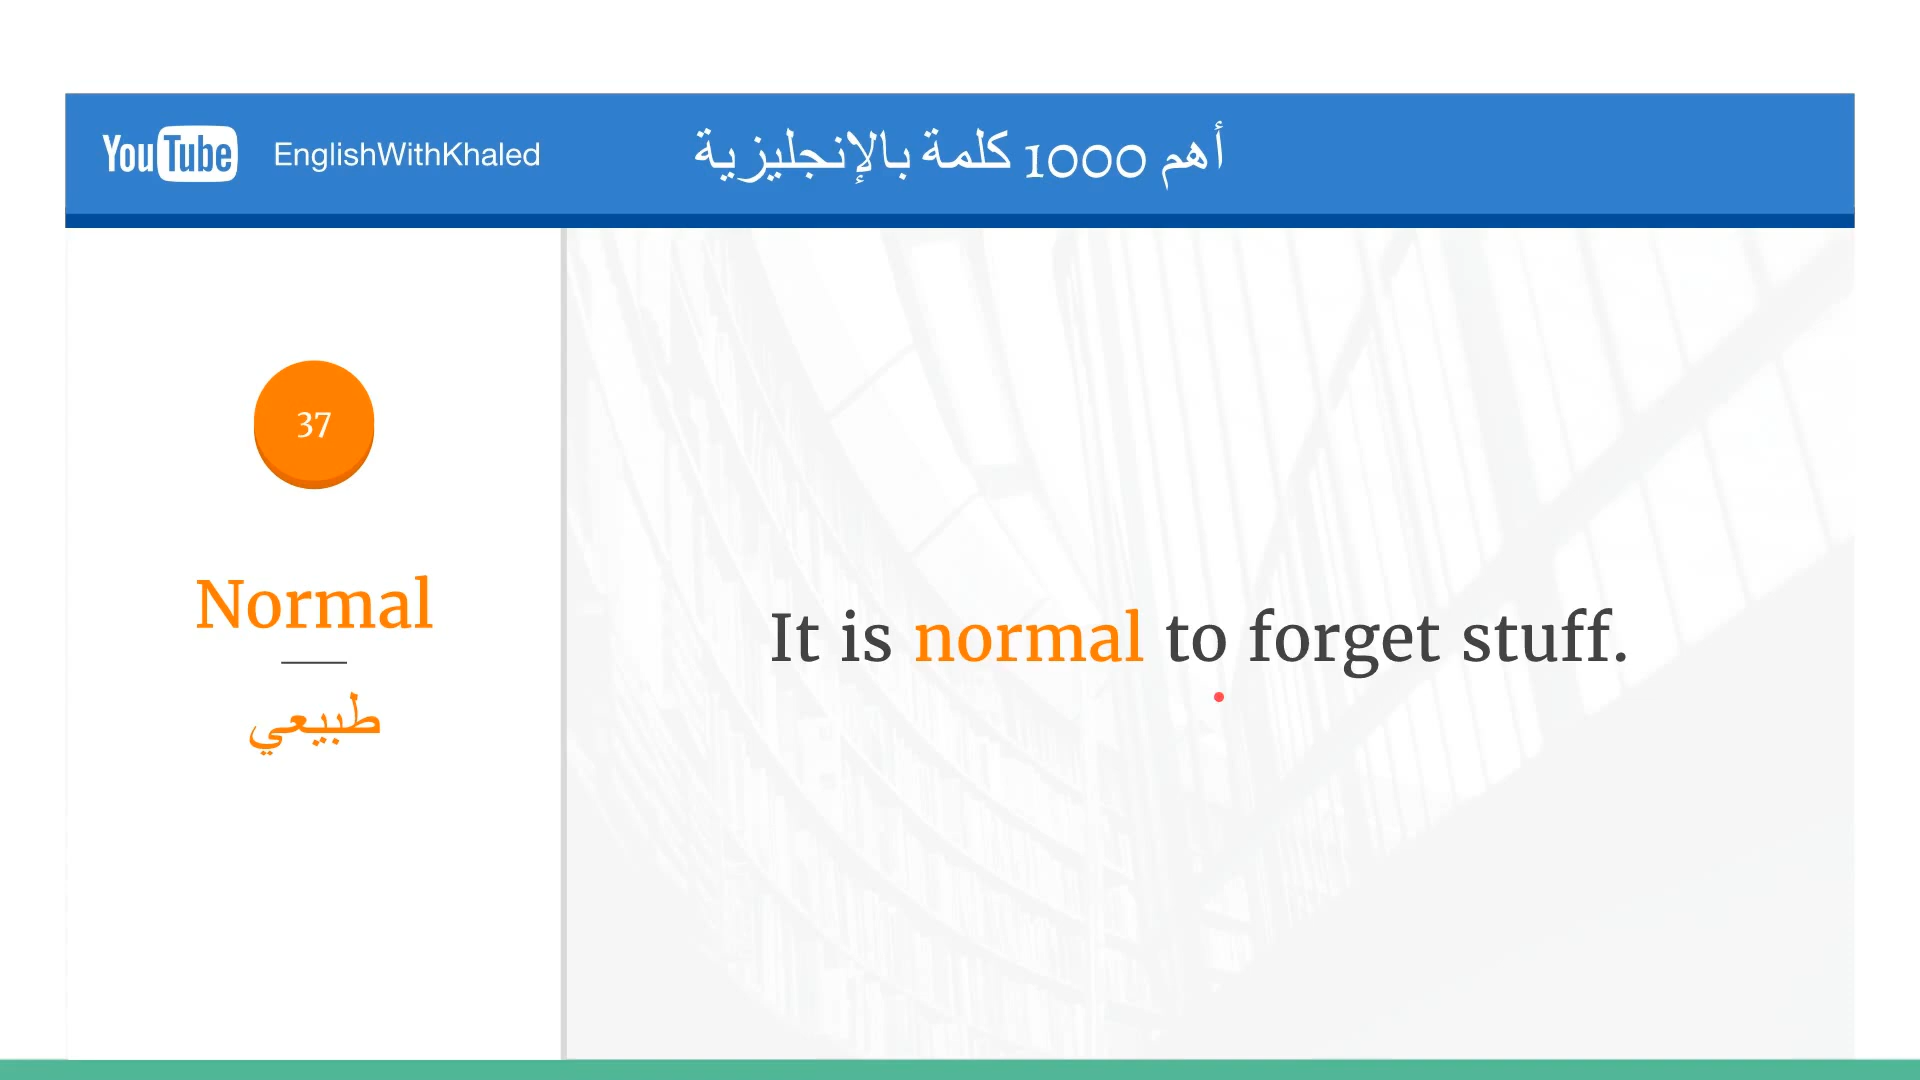 YouTube EnglishWithKhaled
أهم 1000 كلمة بالإنجليزية
37
Normal
طبيعي
It is normal to forget stuff.